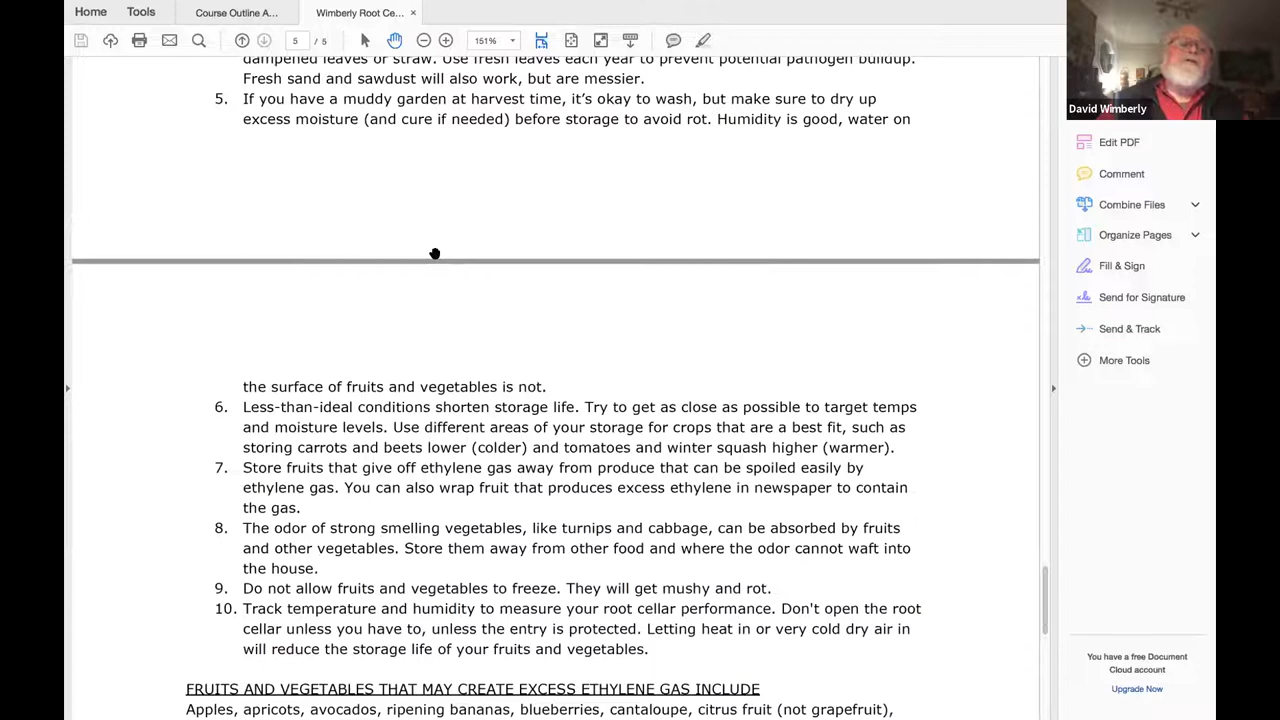 Home Tools Course Outline A... Wimberly Root Ce... ×
5 / 5 151%
David Wimberly
dampened leaves or straw. Use fresh leaves each year to prevent potential pathogen buildup.
Fresh sand and sawdust will also work, but are messier.
5. If you have a muddy garden at harvest time, it’s okay to wash, but make sure to dry up
excess moisture (and cure if needed) before storage to avoid rot. Humidity is good, water on
the surface of fruits and vegetables is not.
6. Less-than-ideal conditions shorten storage life. Try to get as close as possible to target temps
and moisture levels. Use different areas of your storage for crops that are a best fit, such as
storing carrots and beets lower (colder) and tomatoes and winter squash higher (warmer).
7. Store fruits that give off ethylene gas away from produce that can be spoiled easily by
ethylene gas. You can also wrap fruit that produces excess ethylene in newspaper to contain
the gas.
8. The odor of strong smelling vegetables, like turnips and cabbage, can be absorbed by fruits
and other vegetables. Store them away from other food and where the odor cannot waft into
the house.
9. Do not allow fruits and vegetables to freeze. They will get mushy and rot.
10. Track temperature and humidity to measure your root cellar performance. Don't open the root
cellar unless you have to, unless the entry is protected. Letting heat in or very cold dry air in
will reduce the storage life of your fruits and vegetables.
FRUITS AND VEGETABLES THAT MAY CREATE EXCESS ETHYLENE GAS INCLUDE
Apples, apricots, avocados, ripening bananas, blueberries, cantaloupe, citrus fruit (not grapefruit),
Edit PDF
Comment
Combine Files
Organize Pages
Fill & Sign
Send for Signature
Send & Track
More Tools
You have a free Document
Cloud account
Upgrade Now